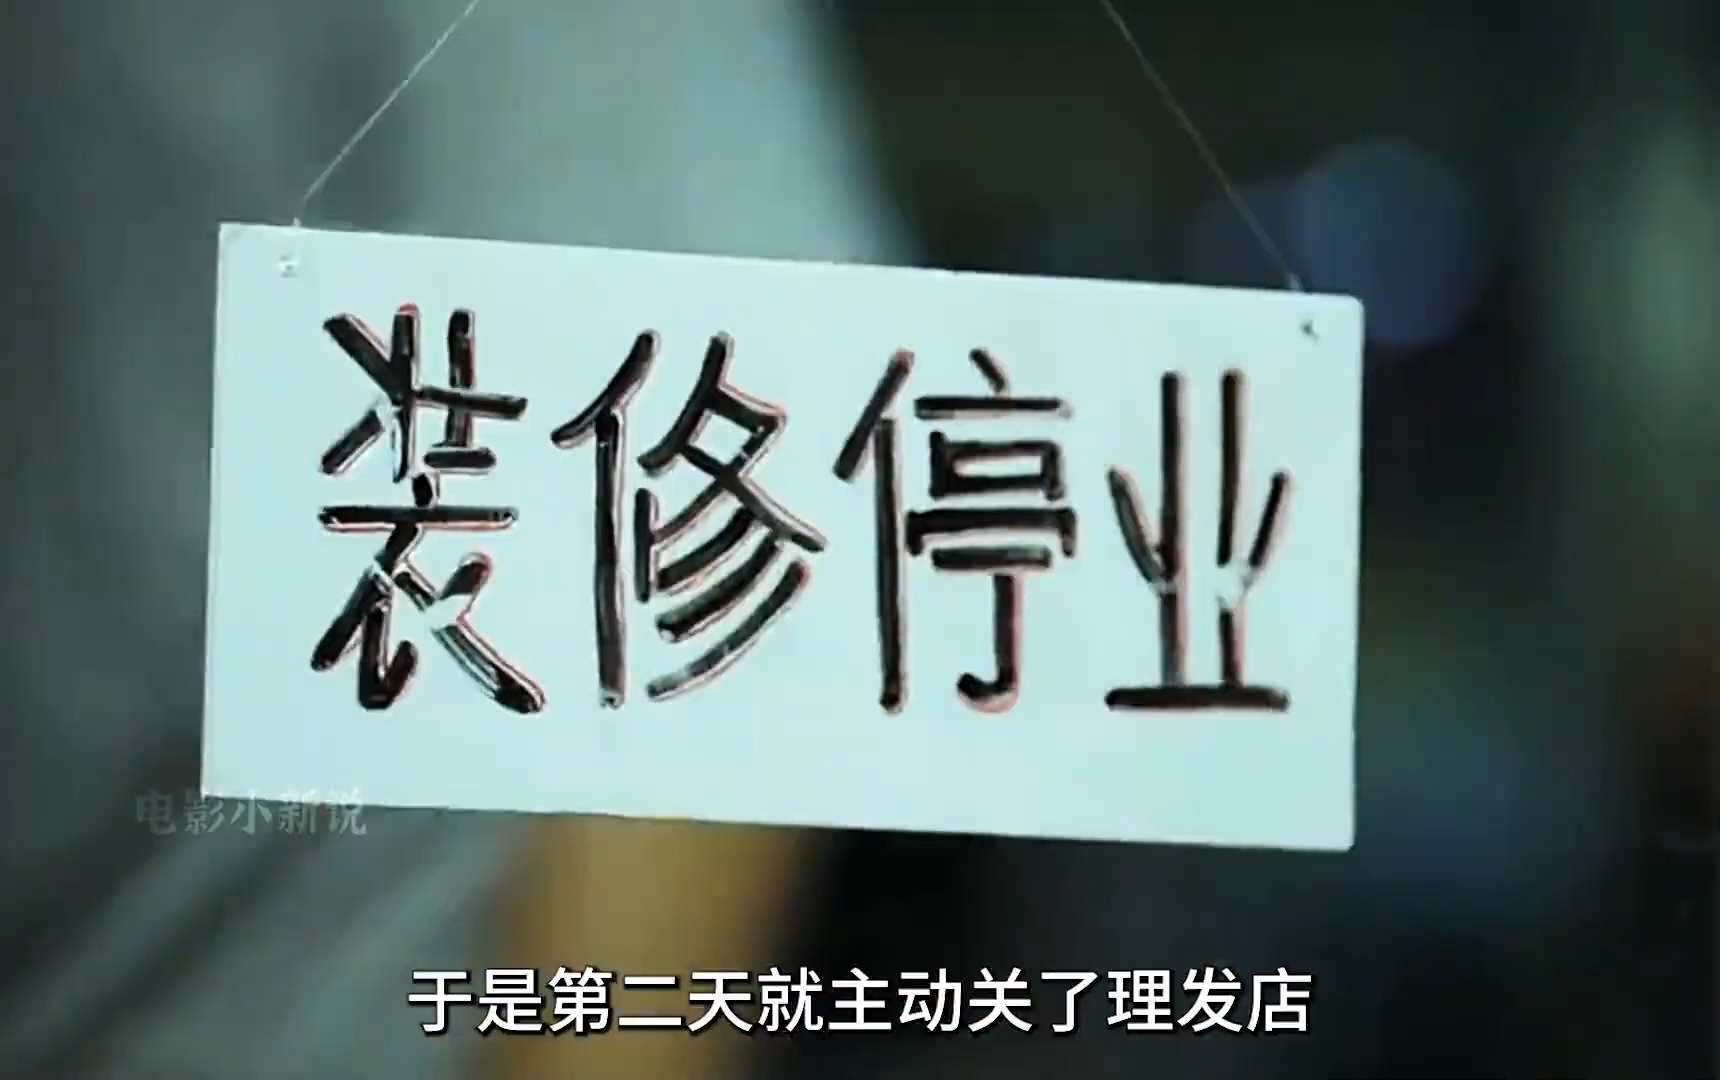 装修停业
电影小新说
于是第二天就主动关了理发店